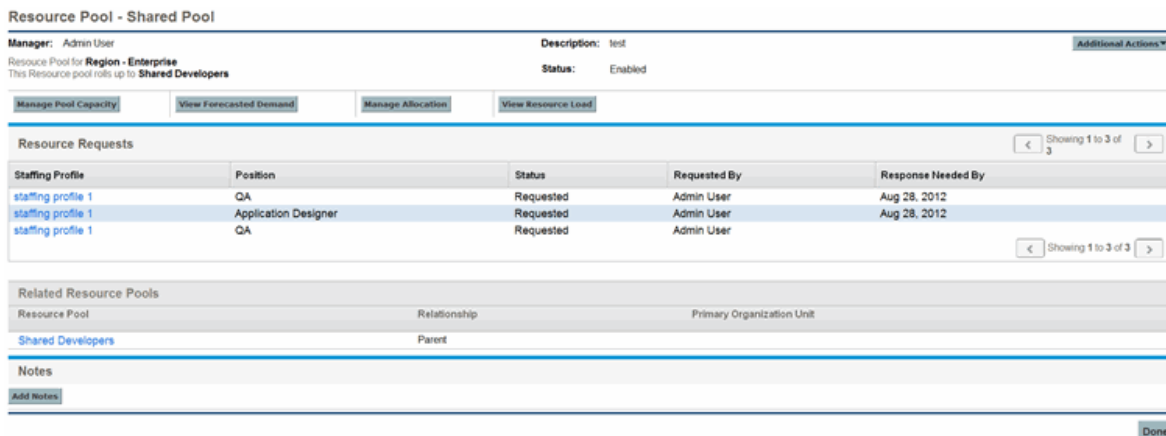 Resource Pool - Shared Pool
Manager: Admin User Description: test Additional Actions
Resouce Pool for Region - Enterprise
This Resource pool rolls up to Shared Developers Status: Enabled
Manage Pool Capacity View Forecasted Demand Manage Allocation View Resource Load
Resource Requests < Showing 1 to 3 of 3 >
Staffing Profile Position Status Requested By Response Needed By
staffing profile 1 QA Requested Admin User Aug 28, 2012
staffing profile 1 Application Designer Requested Admin User Aug 28, 2012
staffing profile 1 QA Requested Admin User
< Showing 1 to 3 of 3 >
Related Resource Pools
Resource Pool Relationship Primary Organization Unit
Shared Developers Parent
Notes
Add Notes
Done